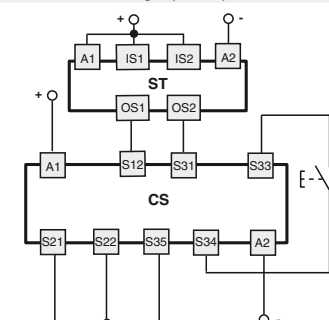 + -
A1 IS1 IS2 A2
ST
OS1 OS2
+
A1 S12 S31 S33
CS
S21 S22 S35 S34 A2